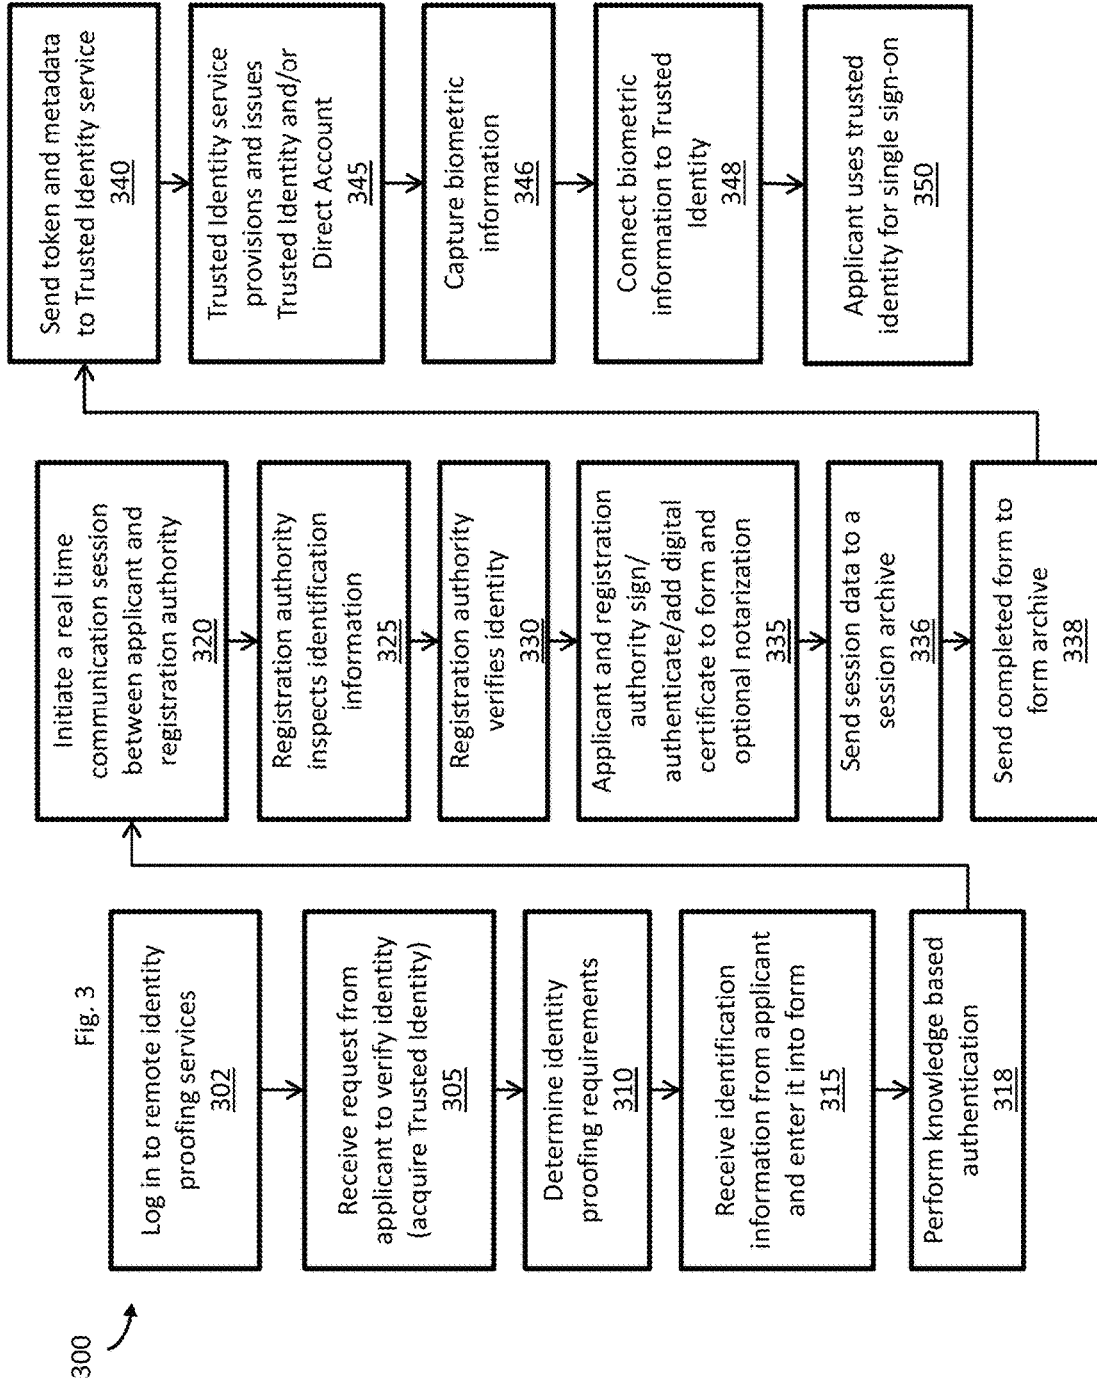 300
Fig. 3
Log in to remote identity
proofing services
302
Receive request from
applicant to verify identity
(acquire Trusted Identity)
305
Determine identity
proofing requirements
310
Receive identification
information from applicant
and enter it into form
315
Perform knowledge based
authentication
318
Initiate a real time
communication session
between applicant and
registration authority
320
Registration authority
inspects identification
information
325
Registration authority
verifies identity
330
Applicant and registration
authority sign/
authenticate/add digital
certificate to form and
optional notarization
335
Send session data to a
session archive
336
Send completed form to
form archive
338
Send token and metadata
to Trusted Identity service
340
Trusted Identity service
provisions and issues
Trusted Identity and/or
Direct Account
345
Capture biometric
information
346
Connect biometric
information to Trusted
Identity
348
Applicant uses trusted
identity for single sign-on
350